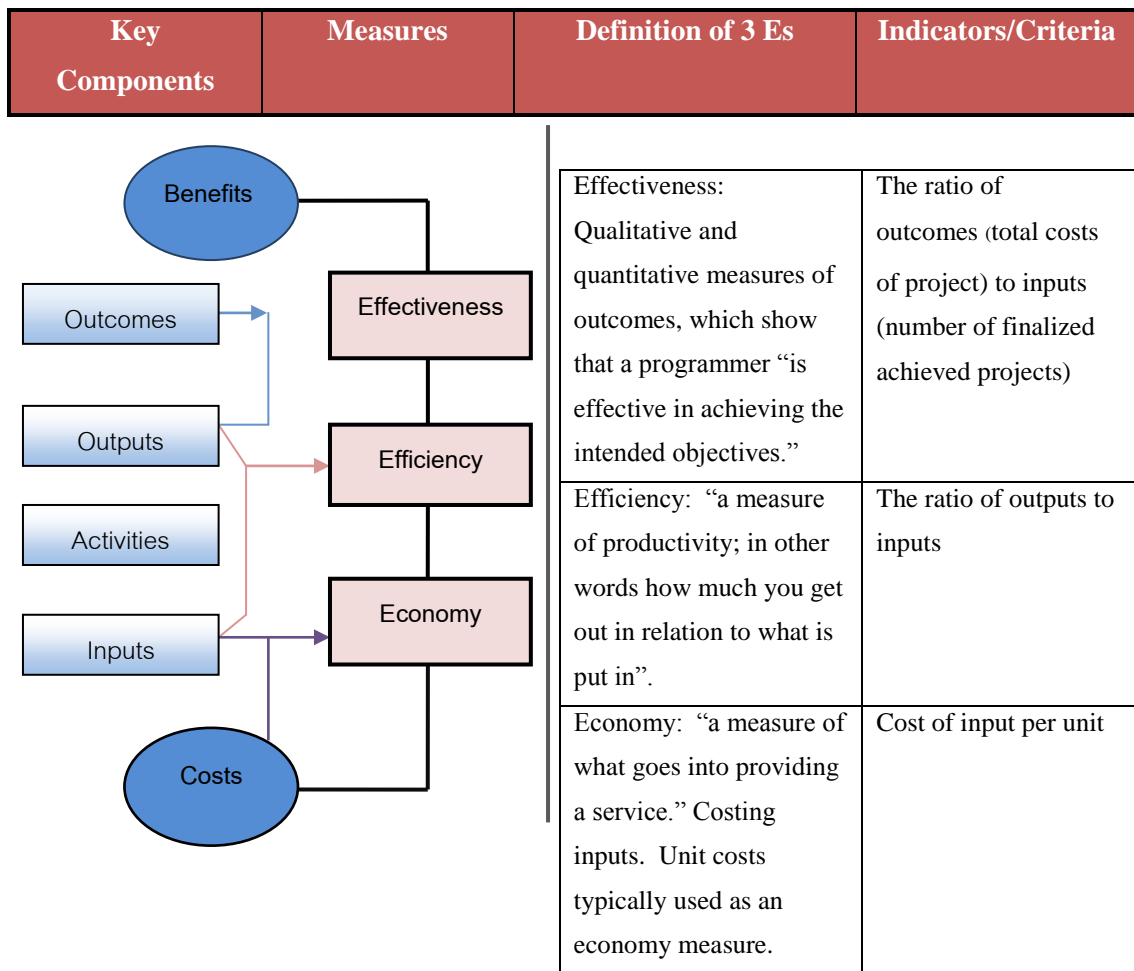 Key
Components
Measures
Definition of 3 Es
Indicators/Criteria
Benefits
Outcomes
Outputs
Activities
Inputs
Costs
Effectiveness
Efficiency
Economy
Effectiveness:
Qualitative and
quantitative measures of
outcomes, which show
that a programmer “is
effective in achieving the
intended objectives.”
The ratio of
outcomes (total costs
of project) to inputs
(number of finalized
achieved projects)
Efficiency: “a measure
of productivity; in other
words how much you get
out in relation to what is
put in”.
The ratio of outputs to
inputs
Economy: “a measure of
what goes into providing
a service.” Costing
inputs. Unit costs
typically used as an
economy measure.
Cost of input per unit